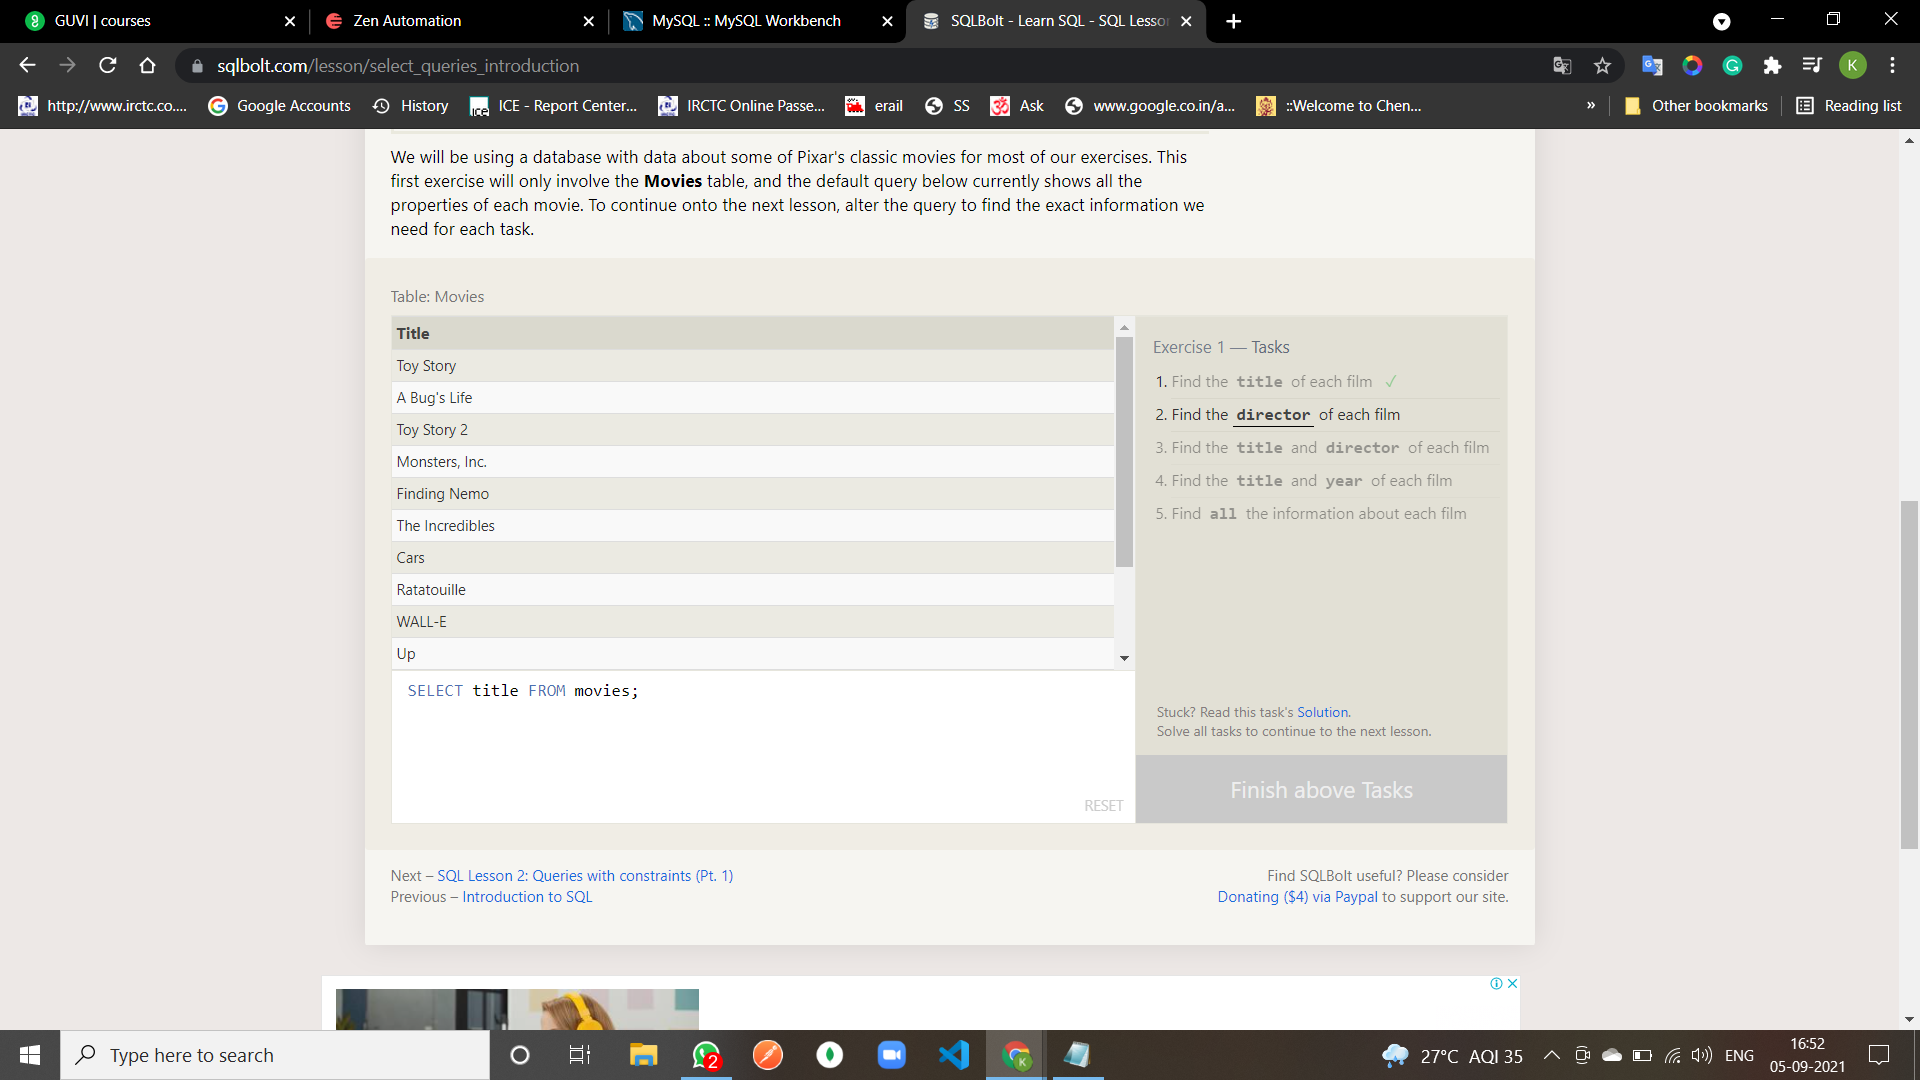 GUVI | courses
Zen Automation
MySQL :: MySQL Workbench
SQLBolt - Learn SQL - SQL Lesso
sqlbolt.com/lesson/select_queries_introduction
K
http://www.irctc.co....
Google Accounts
History
ICE - Report Center...
IRCTC Online Passe...
erail
SS
Ask
www.google.co.in/a...
::Welcome to Chen...
»
Other bookmarks
Reading list
We will be using a database with data about some of Pixar's classic movies for most of our exercises. This
first exercise will only involve the Movies table, and the default query below currently shows all the
properties of each movie. To continue onto the next lesson, alter the query to find the exact information we
need for each task.
Table: Movies
Title
Toy Story
A Bug's Life
Toy Story 2
Monsters, Inc.
Finding Nemo
The Incredibles
Cars
Ratatouille
WALL-E
Up
SELECT title FROM movies;
RESET
Exercise 1 — Tasks
1. Find the title of each film ✓
2. Find the director of each film
3. Find the title and director of each film
4. Find the title and year of each film
5. Find all the information about each film
Stuck? Read this task's Solution.
Solve all tasks to continue to the next lesson.
Finish above Tasks
Next – SQL Lesson 2: Queries with constraints (Pt. 1)
Previous – Introduction to SQL
Find SQLBolt useful? Please consider
Donating ($4) via Paypal to support our site.
Type here to search
2
27°C AQI 35
ENG
16:52
05-09-2021